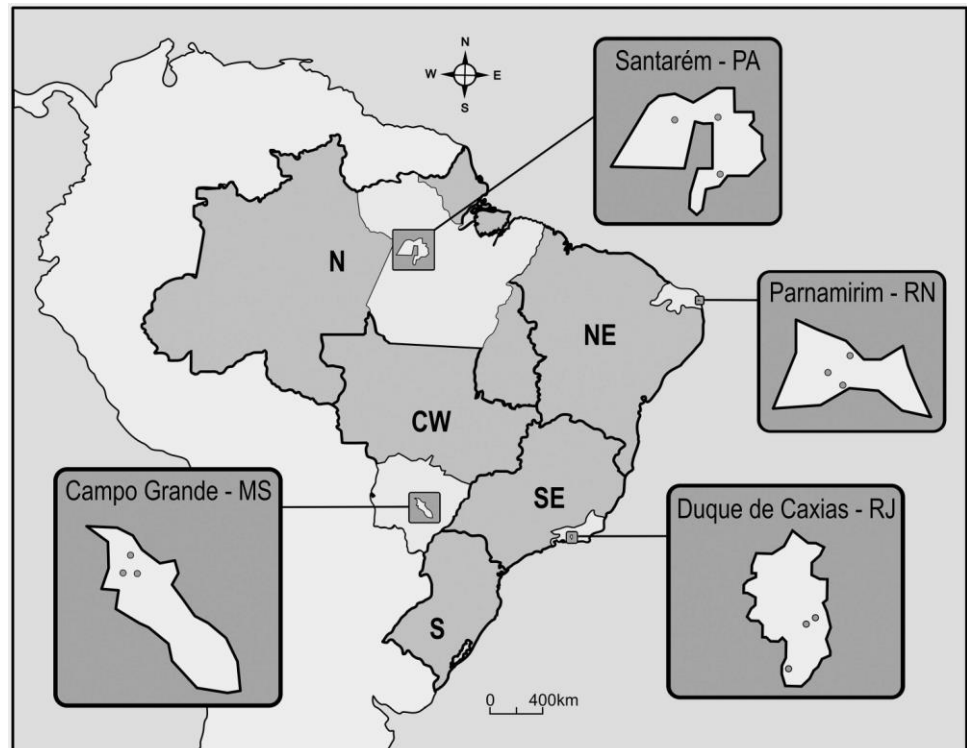 N
W E
S
Santarém - PA
N
Parnamirim - RN
NE
CW
Campo Grande - MS
SE
Duque de Caxias - RJ
S
0 400km